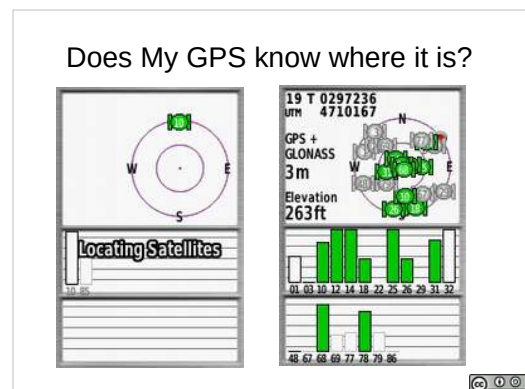 Does My GPS know where it is?
10
W E
S
Locating Satellites
10 85
19 T 0297236
UTM 4710167
N
GPS +
GLONASS
3m
W E
Elevation
263ft
01 03 10 12 14 18 22 25 26 29 31 32
48 67 68 69 77 78 79 86
cc